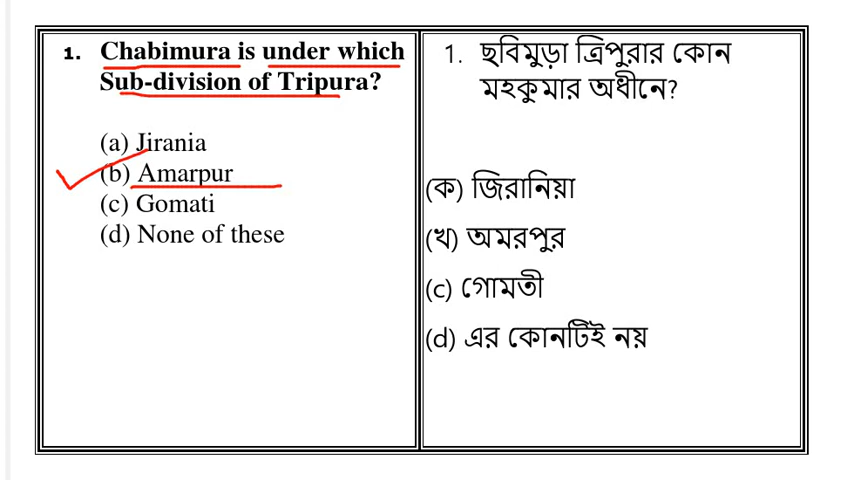 1. Chabimura is under which
Sub-division of Tripura?
(a) Jirania
(b) Amarpur
(c) Gomati
(d) None of these
1. ছবিমুড়া ত্রিপুরার কোন
মহকুমার অধীনে?
(ক) জিরানিয়া
(খ) অমরপুর
(c) গোমতী
(d) এর কোনটিই নয়